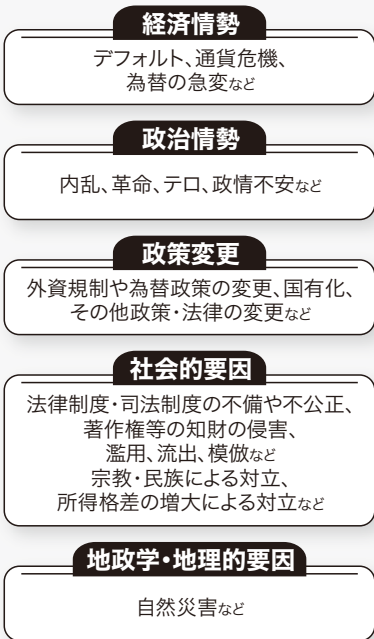 経済情勢
デフォルト、通貨危機、
為替の急変など
政治情勢
内乱、革命、テロ、政情不安など
政策変更
外資規制や為替政策の変更、国有化、
その他政策・法律の変更など
社会的要因
法律制度・司法制度の不備や不公正、
著作権等の知財の侵害、
濫用、流出、模倣など
宗教・民族による対立、
所得格差の増大による対立など
地政学・地理的要因
自然災害など